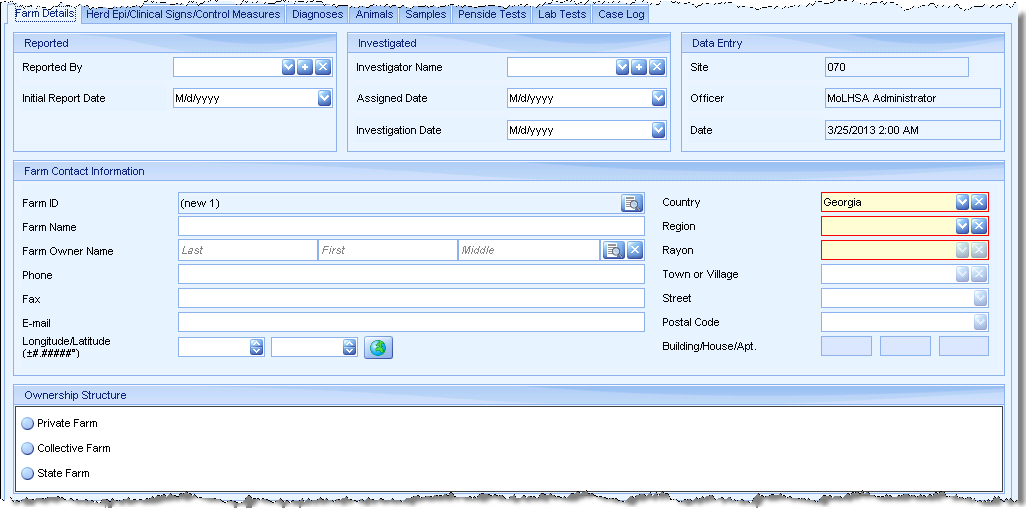 Farm Details Herd Epi/Clinical Signs/Control Measures Diagnoses Animals Samples Penside Tests Lab Tests Case Log
Reported
Reported By
Initial Report Date M/d/yyyy
Investigated
Investigator Name
Assigned Date M/d/yyyy
Investigation Date M/d/yyyy
Data Entry
Site 070
Officer MoLHSA Administrator
Date 3/25/2013 2:00 AM
Farm Contact Information
Farm ID (new 1)
Farm Name
Farm Owner Name Last First Middle
Phone
Fax
E-mail
Longitude/Latitude
(±#.#####°)
Country Georgia
Region
Rayon
Town or Village
Street
Postal Code
Building/House/Apt.
Ownership Structure
Private Farm
Collective Farm
State Farm